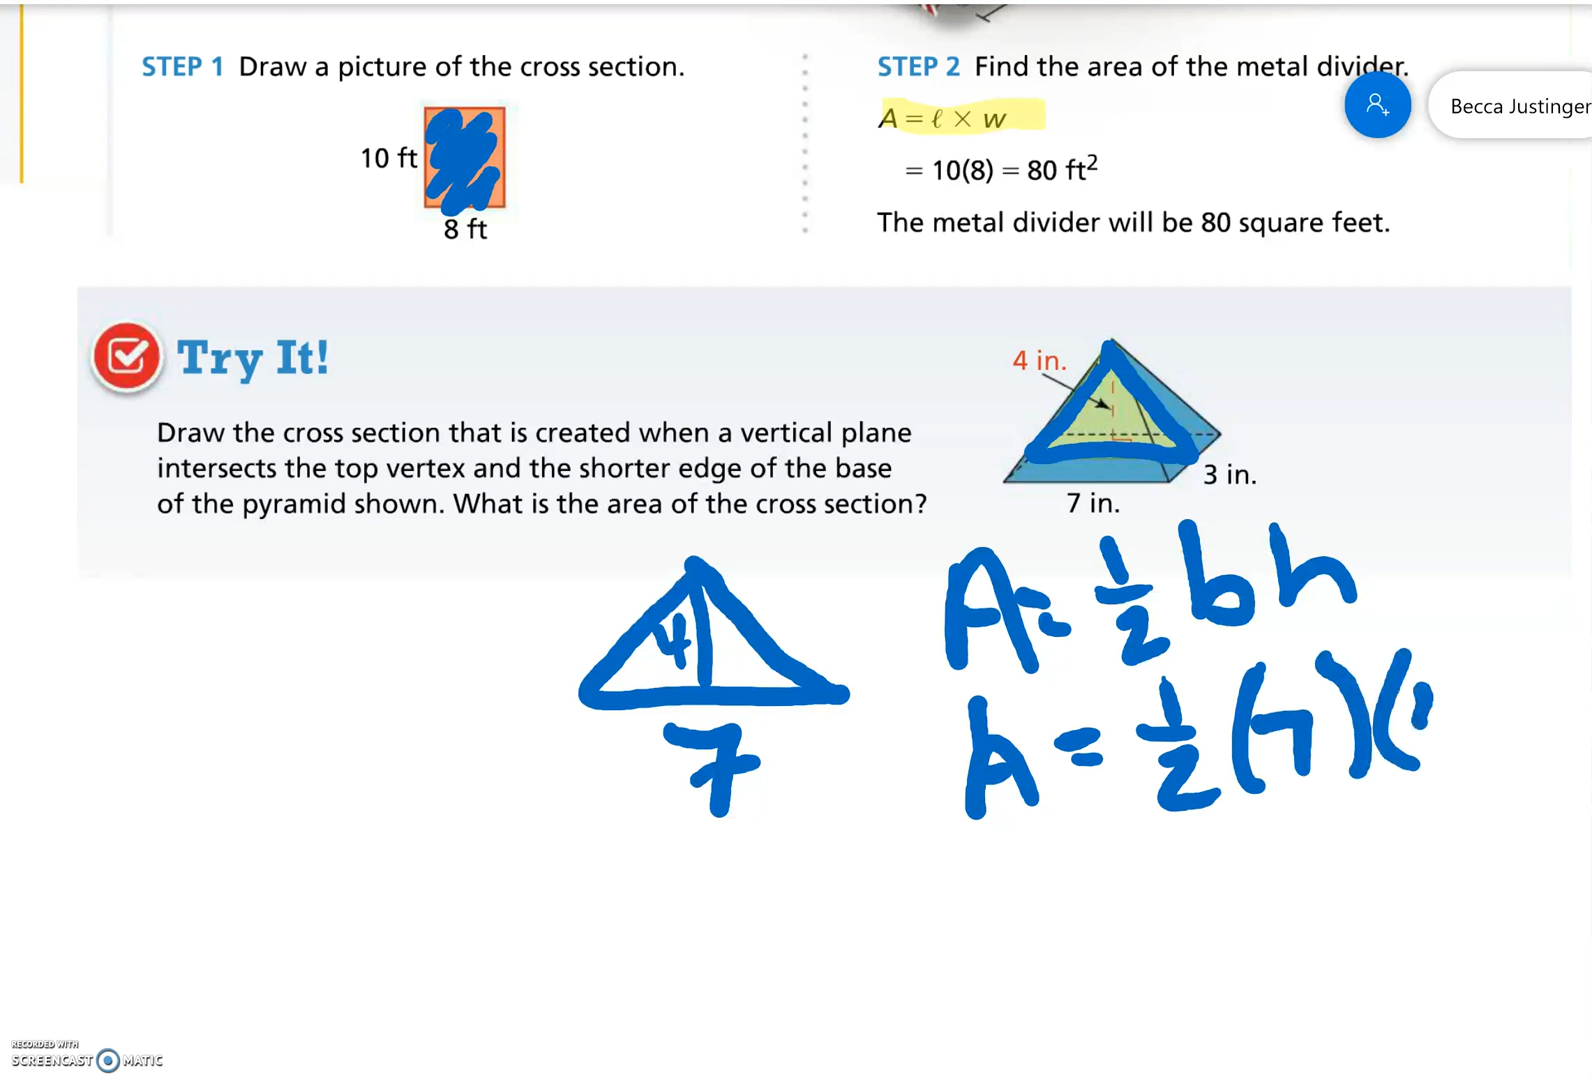 STEP 1 Draw a picture of the cross section.
10 ft
8 ft
STEP 2 Find the area of the metal divider.
A = ℓ × w
= 10(8) = 80 ft²
The metal divider will be 80 square feet.
Becca Justinger
Try It!
Draw the cross section that is created when a vertical plane
intersects the top vertex and the shorter edge of the base
of the pyramid shown. What is the area of the cross section?
4 in.
3 in.
7 in.
4
7
A = 1/2 bh
A = 1/2 (7)(
RECORDED WITH
SCREENCAST MATIC